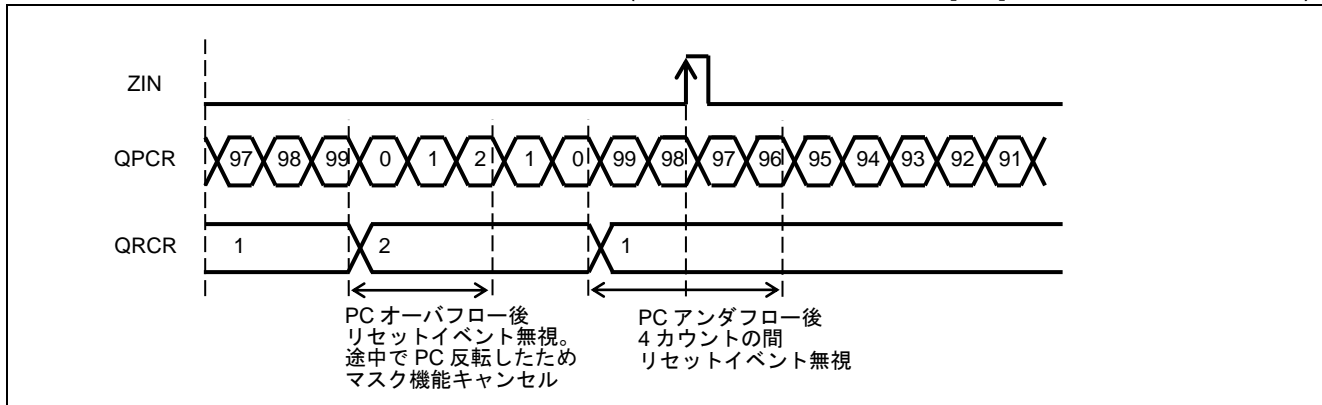 ZIN
QPCR 97 98 99 0 1 2 1 0 99 98 97 96 95 94 93 92 91
QRCR 1 2 1
PC オーバフロー後
リセットイベント無視。
途中で PC 反転したため
マスク機能キャンセル
PC アンダフロー後
4 カウントの間
リセットイベント無視